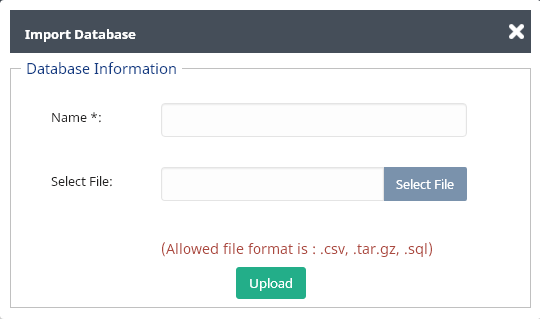 Import Database
Database Information
Name *:
Select File:
Select File
(Allowed file format is : .csv, .tar.gz, .sql)
Upload